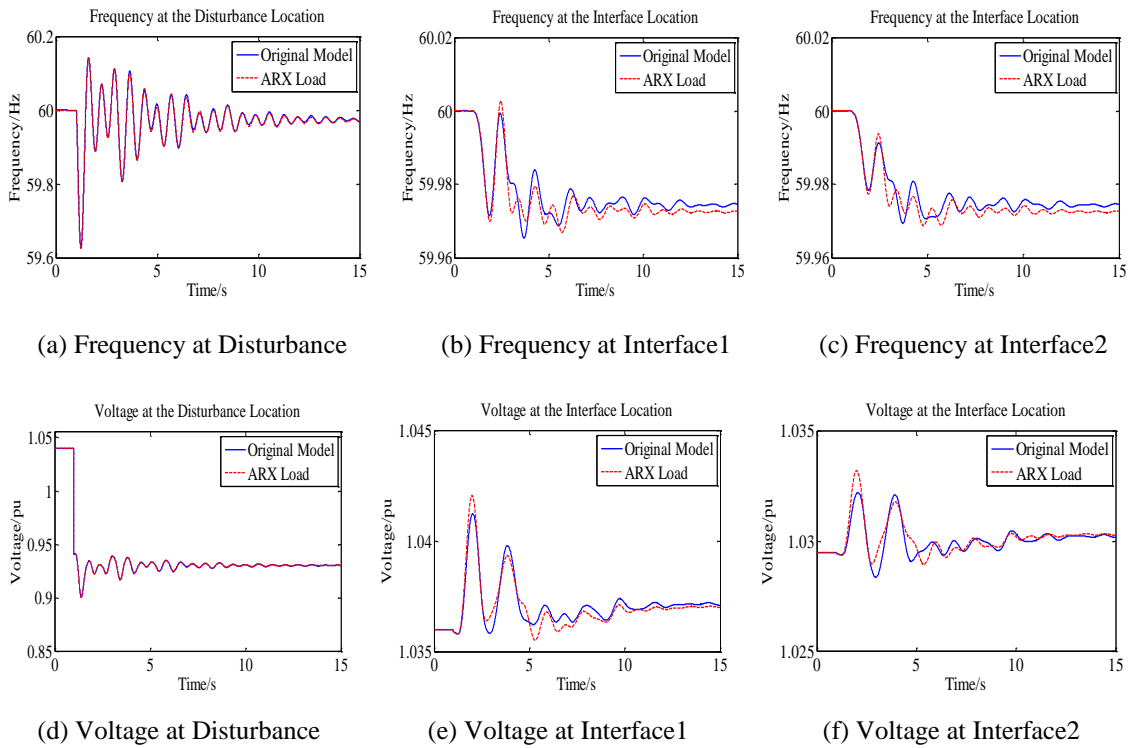 Frequency at the Disturbance Location
60.2
60
59.8
59.6
Frequency/Hz
Original Model
ARX Load
0 5 10 15
Time/s
(a) Frequency at Disturbance
Frequency at the Interface Location
60.02
60
59.98
59.96
Frequency/Hz
Original Model
ARX Load
0 5 10 15
Time/s
(b) Frequency at Interface1
Frequency at the Interface Location
60.02
60
59.98
59.96
Frequency/Hz
Original Model
ARX Load
0 5 10 15
Time/s
(c) Frequency at Interface2
Voltage at the Disturbance Location
1.05
1
0.95
0.9
0.85
Voltage/pu
Original Model
ARX Load
0 5 10 15
Time/s
(d) Voltage at Disturbance
Voltage at the Interface Location
1.045
1.04
1.035
Voltage/pu
Original Model
ARX Load
0 5 10 15
Time/s
(e) Voltage at Interface1
Voltage at the Interface Location
1.035
1.03
1.025
Voltage/pu
Original Model
ARX Load
0 5 10 15
Time/s
(f) Voltage at Interface2